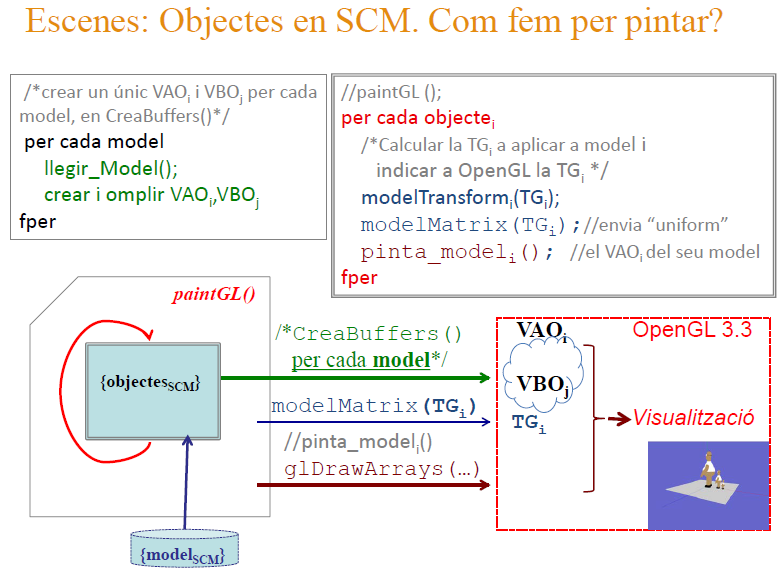 Escenes: Objectes en SCM. Com fem per pintar?
/*crear un únic VAOi i VBOj per cada
model, en CreaBuffers()*/
per cada model
llegir_Model();
crear i omplir VAOi,VBOj
fper
//paintGL ();
per cada objectei
/*Calcular la TGi a aplicar a model i
indicar a OpenGL la TGi */
modelTransformi(TGi);
modelMatrix(TGi);//envia “uniform”
pinta_modeli(); //el VAOi del seu model
fper
paintGL()
{objectesSCM}
{modelSCM}
/*CreaBuffers()
per cada model*/
modelMatrix(TGi)
//pinta_modeli()
glDrawArrays(…)
OpenGL 3.3
VAOi
VBOj
TGi
Visualització